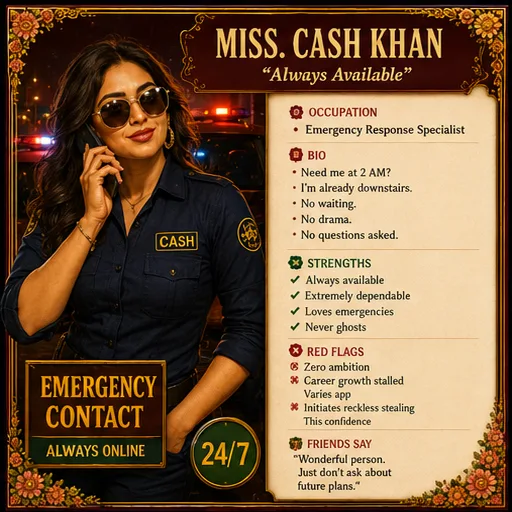 MISS. CASH KHAN
"Always Available"
OCCUPATION
• Emergency Response Specialist
BIO
• Need me at 2 AM?
• I'm already downstairs.
• No waiting.
• No drama.
• No questions asked.
STRENGTHS
✓ Always available
✓ Extremely dependable
✓ Loves emergencies
✓ Never ghosts
RED FLAGS
Zero ambition
Career growth stalled
Varies app
Initiates reckless stealing
This confidence
FRIENDS SAY
"Wonderful person.
Just don't ask about
future plans."
CASH
EMERGENCY
CONTACT
ALWAYS ONLINE
24/7